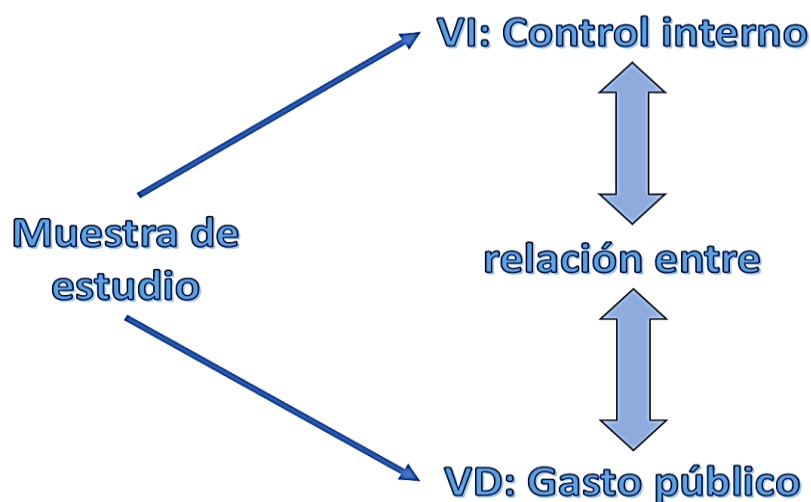 VI: Control interno
Muestra de
estudio
relación entre
VD: Gasto público